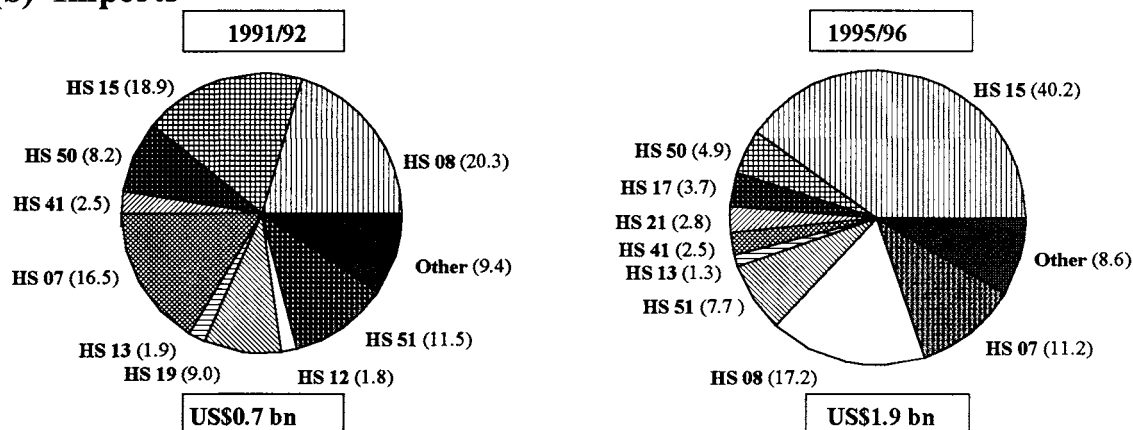 1991/92
HS 15 (18.9)
HS 08 (20.3)
HS 50 (8.2)
HS 41 (2.5)
HS 07 (16.5)
Other (9.4)
HS 51 (11.5)
HS 13 (1.9)
HS 19 (9.0)
HS 12 (1.8)
US$0.7 bn
1995/96
HS 15 (40.2)
HS 50 (4.9)
HS 17 (3.7)
HS 21 (2.8)
HS 41 (2.5)
HS 13 (1.3)
HS 51 (7.7 )
Other (8.6)
HS 07 (11.2)
HS 08 (17.2)
US$1.9 bn